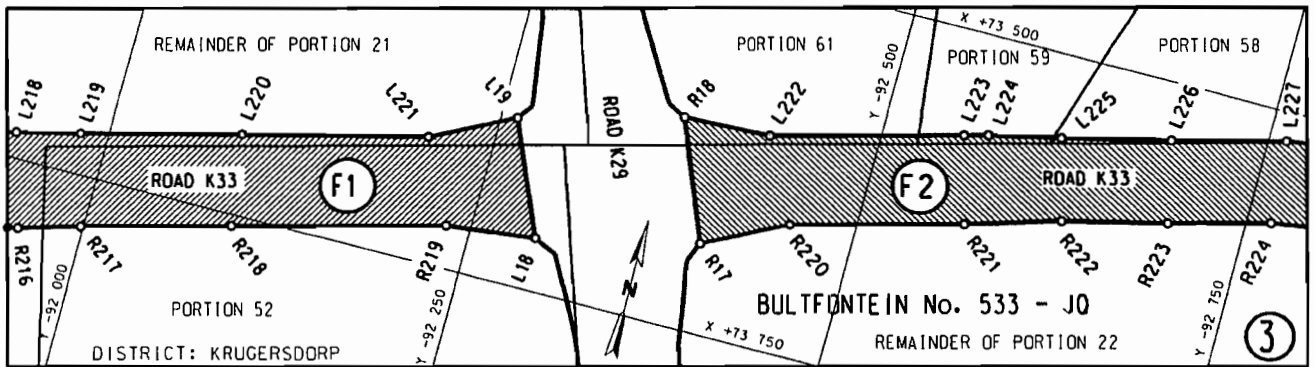 REMAINDER OF PORTION 21
PORTION 61
X +73 500
PORTION 59
PORTION 58
L218
L219
L220
L221
L19
ROAD K29
R18
L222
Y -92 500
L223
L224
L225
L226
L227
ROAD K33
F1
F2
ROAD K33
R216
R217
R218
R219
L18
R17
R220
R221
R222
R223
R224
Y -92 000
PORTION 52
Y -92 250
N
BULTFONTEIN No. 533 - JQ
X +73 750
REMAINDER OF PORTION 22
Y -92 750
DISTRICT: KRUGERSDORP
3